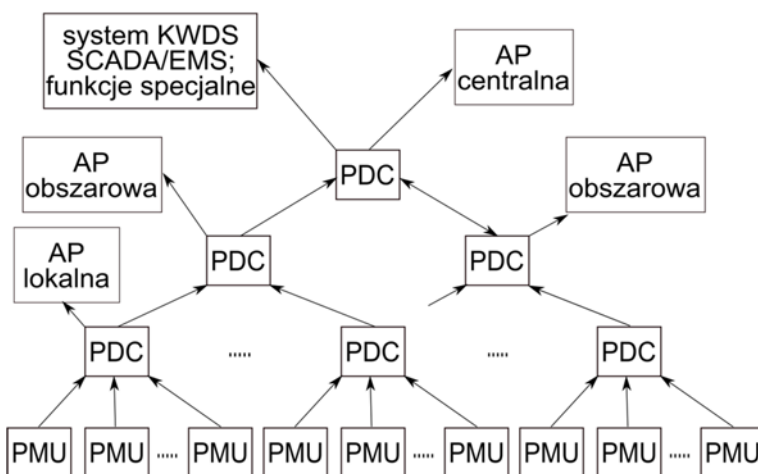 system KWDS
SCADA/EMS;
funkcje specjalne
AP
centralna
PDC
AP
obszarowa
AP
obszarowa
PDC
PDC
AP
lokalna
PDC
.....
PDC
.....
PDC
PMU
PMU
.....
PMU
PMU
PMU
.....
PMU
PMU
PMU
.....
PMU